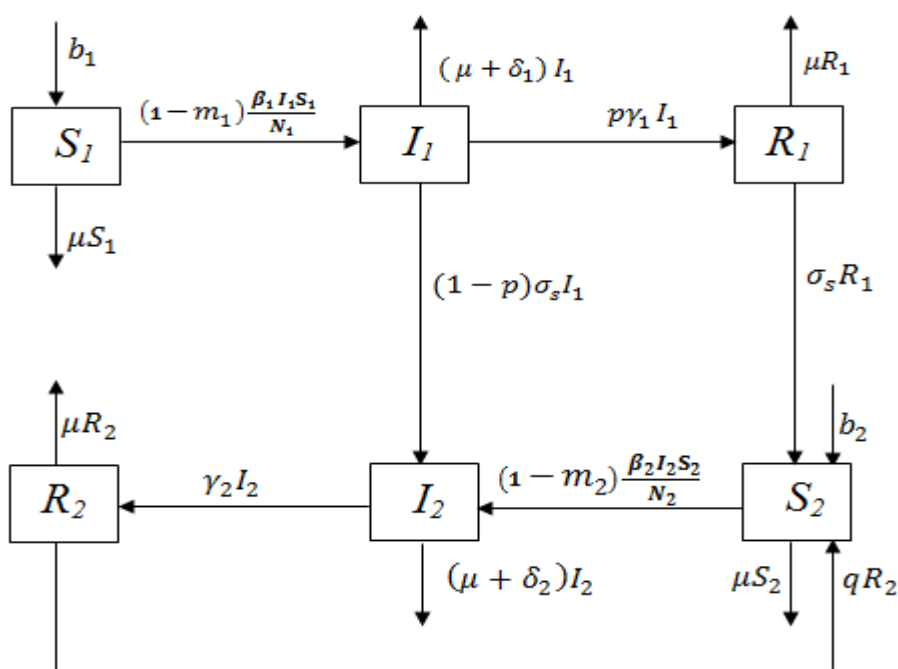 b₁
(μ + δ₁) I₁
μR₁
S₁
(1 − m₁) β₁I₁S₁/N₁
I₁
pγ₁ I₁
R₁
μS₁
(1 − p)σₛI₁
σₛR₁
μR₂
b₂
R₂
γ₂I₂
I₂
(1 − m₂) β₂I₂S₂/N₂
S₂
(μ + δ₂)I₂
μS₂
qR₂